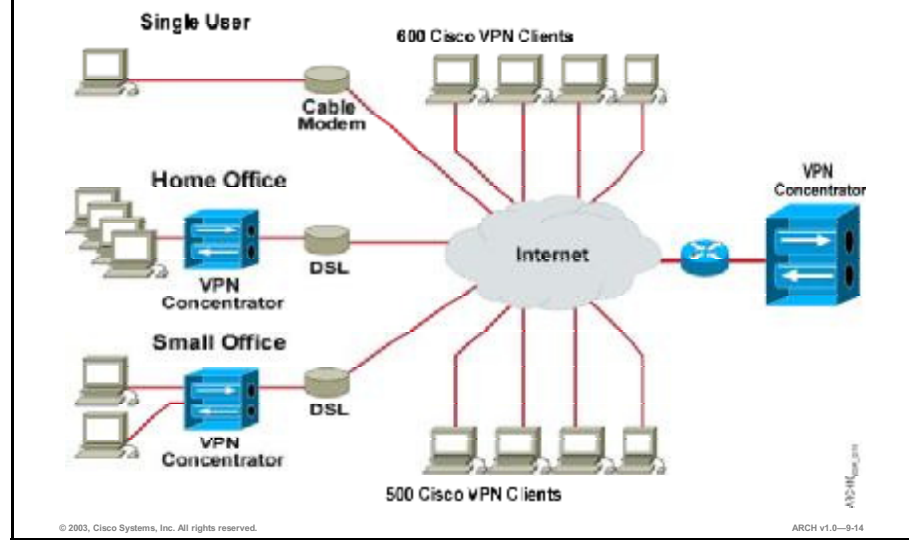 Single User
600 Cisco VPN Clients
Cable
Modem
Home Office
VPN
Concentrator
DSL
Internet
VPN
Concentrator
Small Office
VPN
Concentrator
DSL
500 Cisco VPN Clients
© 2003, Cisco Systems, Inc. All rights reserved.
ARCH v1.0—9-14